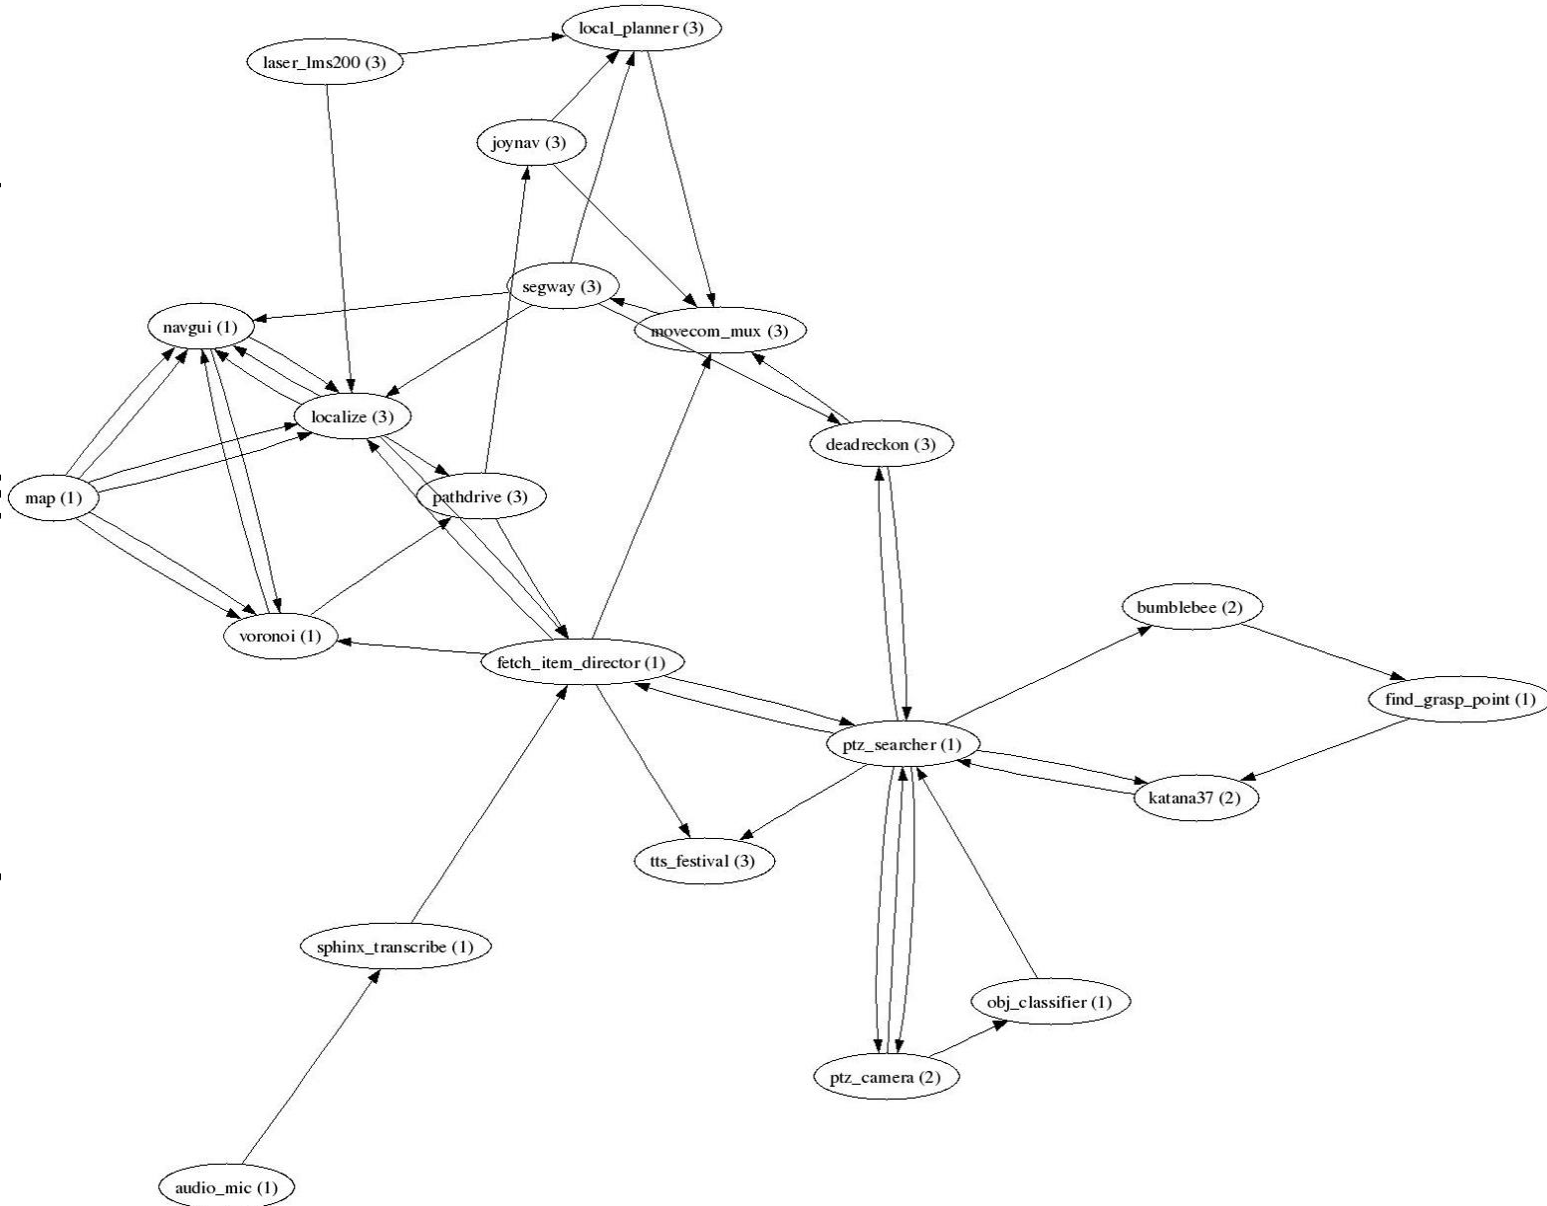 local_planner (3)
laser_lms200 (3)
joynav (3)
segway (3)
navgui (1)
movecom_mux (3)
localize (3)
deadreckon (3)
map (1)
pathdrive (3)
bumblebee (2)
voronoi (1)
fetch_item_director (1)
find_grasp_point (1)
ptz_searcher (1)
katana37 (2)
tts_festival (3)
sphinx_transcribe (1)
obj_classifier (1)
ptz_camera (2)
audio_mic (1)